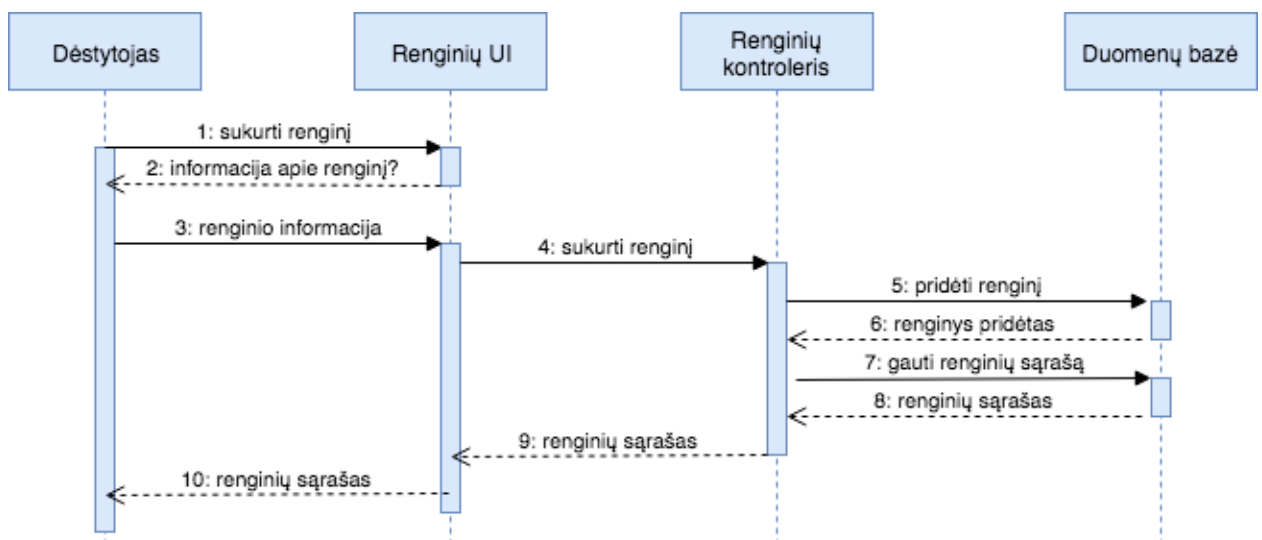 Dėstytojas
Renginių UI
Renginių
kontroleris
Duomenų bazė
1: sukurti renginį
2: informacija apie renginį?
3: renginio informacija
4: sukurti renginį
5: pridėti renginį
6: renginys pridėtas
7: gauti renginių sąrašą
8: renginių sąrašas
9: renginių sąrašas
10: renginių sąrašas